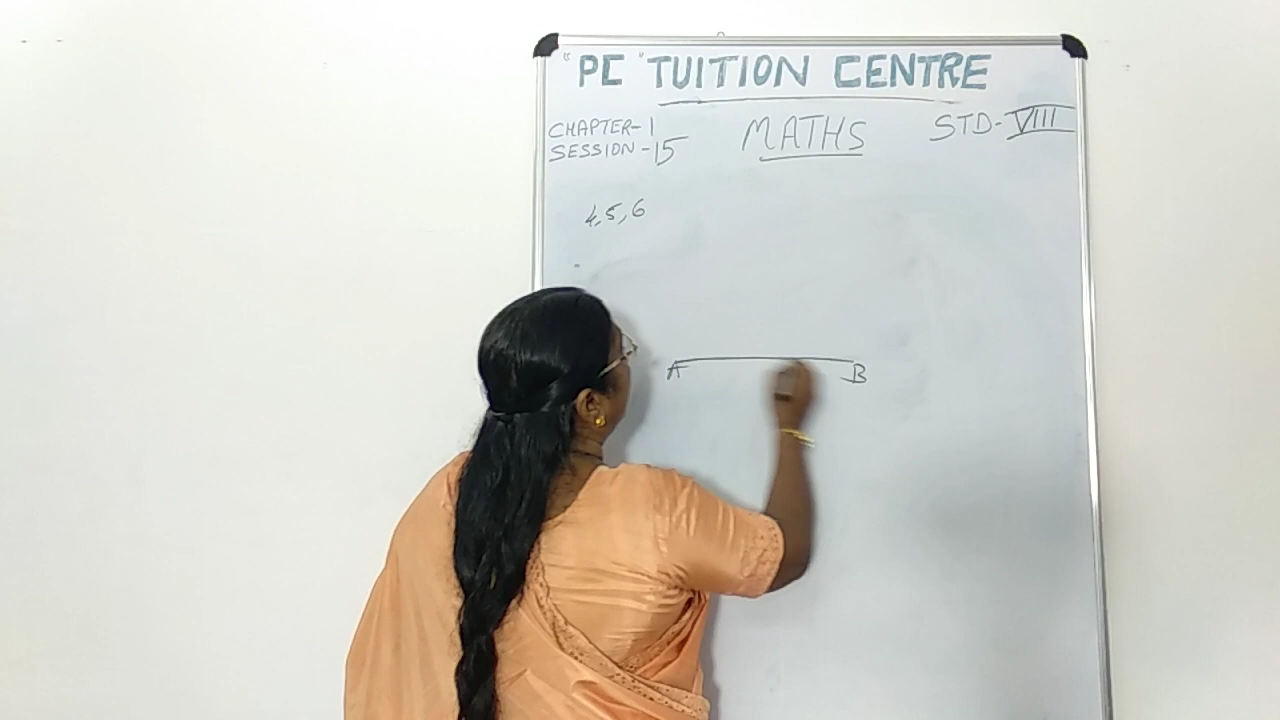 "PC" TUITION CENTRE
CHAPTER-1 MATHS STD-VIII
SESSION -15
4,5,6
A B